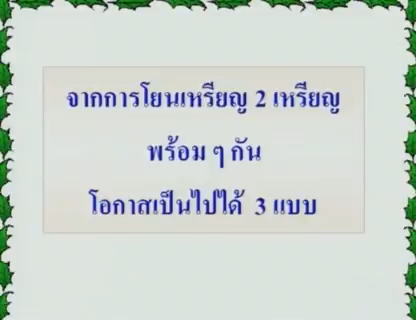 จากการโยนเหรียญ 2 เหรียญ
พร้อม ๆ กัน
โอกาสเป็นไปได้ 3 แบบ